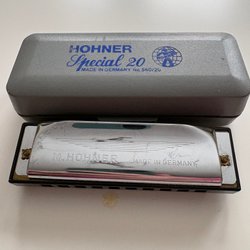 HOHNER
Special 20
MADE IN GERMANY No. 560/20
M. HOHNER
MADE IN GERMANY